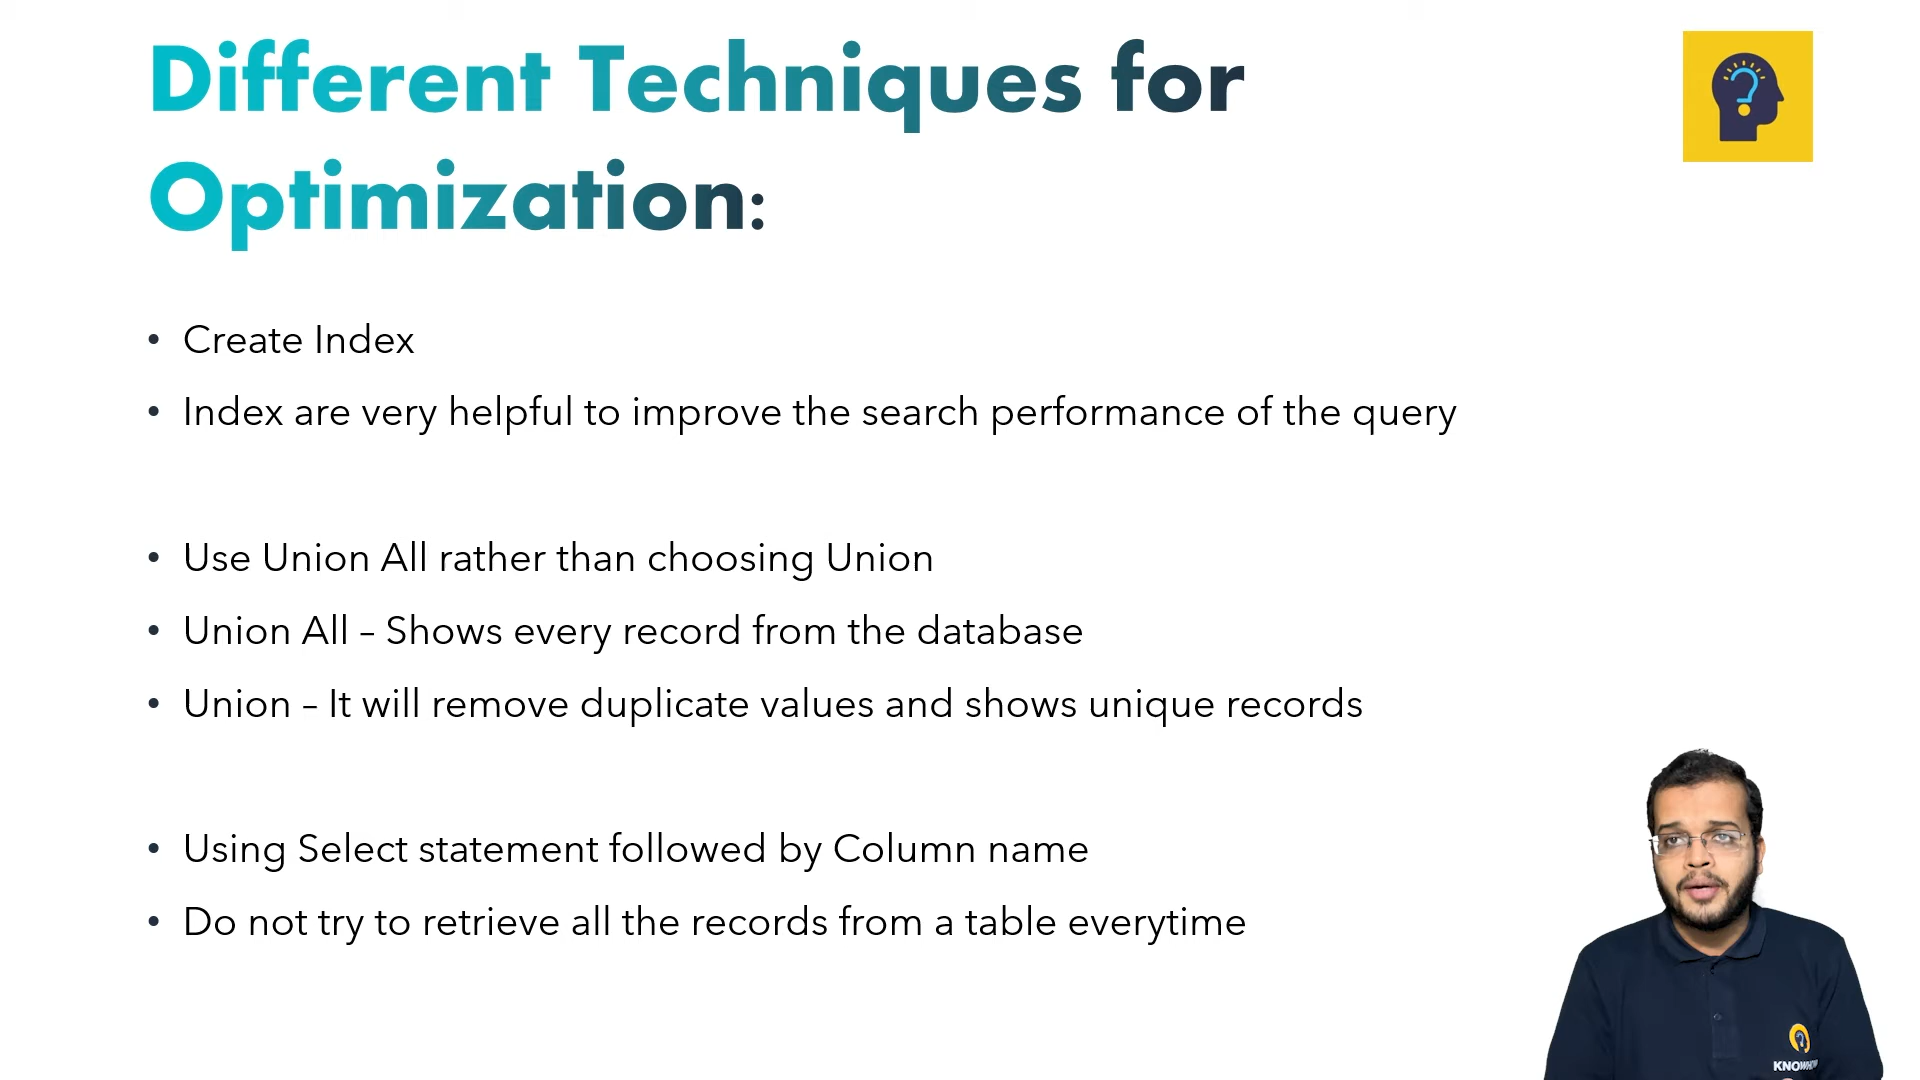 Different Techniques for
Optimization:
• Create Index
• Index are very helpful to improve the search performance of the query
• Use Union All rather than choosing Union
• Union All – Shows every record from the database
• Union – It will remove duplicate values and shows unique records
• Using Select statement followed by Column name
• Do not try to retrieve all the records from a table everytime